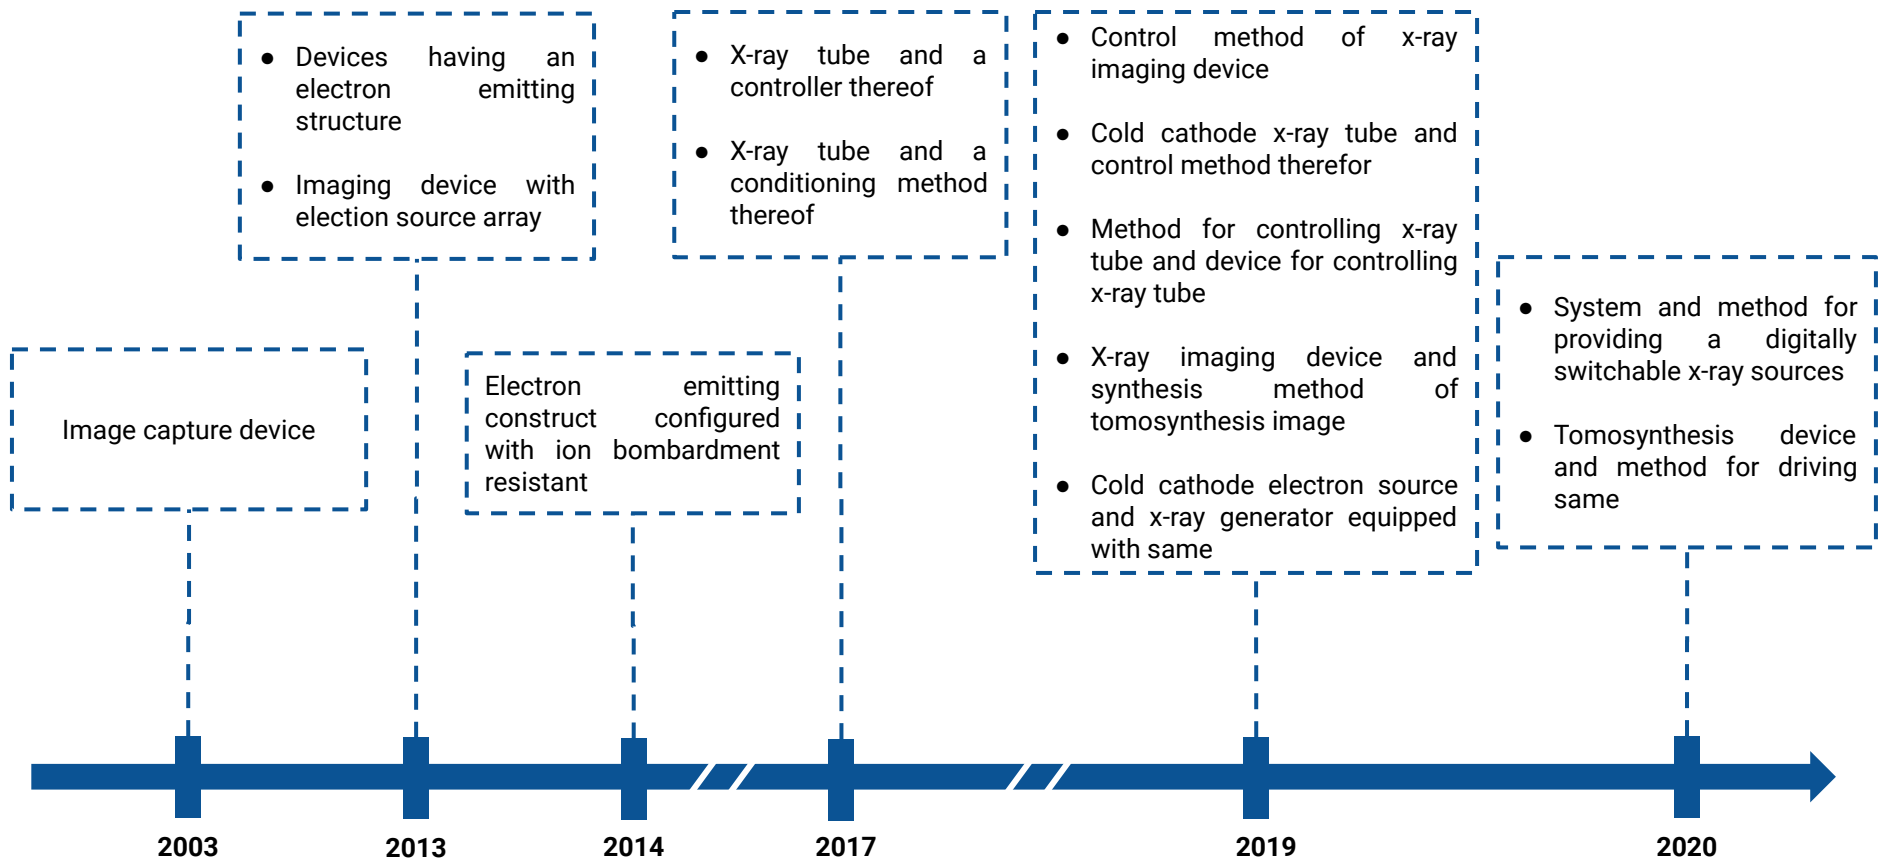 Image capture device
● Devices having an
electron emitting
structure
● Imaging device with
election source array
Electron emitting
construct configured
with ion bombardment
resistant
● X-ray tube and a
controller thereof
● X-ray tube and a
conditioning method
thereof
● Control method of x-ray
imaging device
● Cold cathode x-ray tube and
control method therefor
● Method for controlling x-ray
tube and device for controlling
x-ray tube
● X-ray imaging device and
synthesis method of
tomosynthesis image
● Cold cathode electron source
and x-ray generator equipped
with same
● System and method for
providing a digitally
switchable x-ray sources
● Tomosynthesis device
and method for driving
same
2003
2013
2014
2017
2019
2020